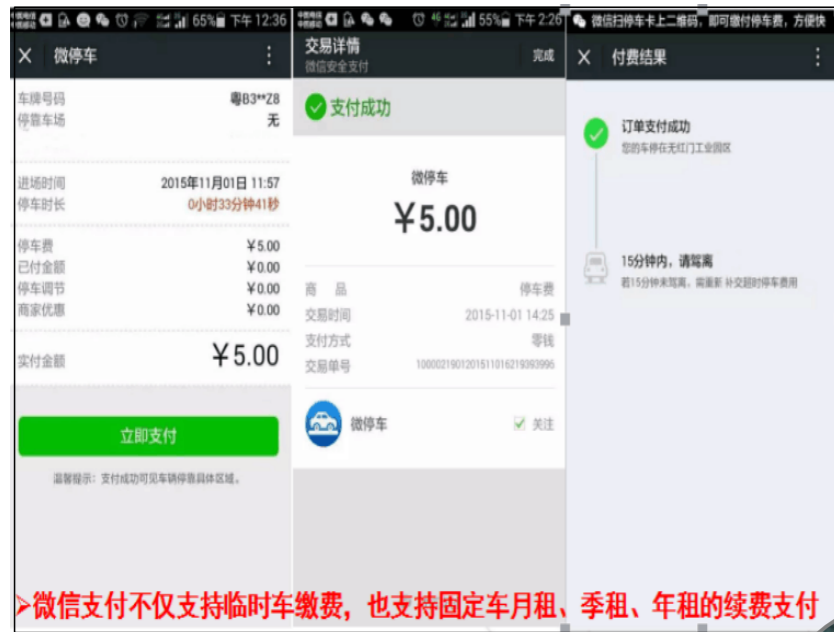 65% 下午 12:36
微停车
车牌号码 粤B3**Z8
停靠车场 无
进场时间 2015年11月01日 11:57
停车时长 0小时33分钟41秒
停车费 ¥5.00
已付金额 ¥0.00
停车调节 ¥0.00
商家优惠 ¥0.00
实付金额 ¥5.00
立即支付
温馨提示:支付成功可见车辆停靠具体区域。
55% 下午 2:26
交易详情 完成
微信安全支付
支付成功
微停车
¥5.00
商 品 停车费
交易时间 2015-11-01 14:25
支付方式 零钱
交易单号 1000021901201511016219393996
微停车 关注
微信扫停车卡上二维码,即可缴付停车费,方便快
付费结果
订单支付成功
您的车停在无红门工业园区
15分钟内,请驾离
若15分钟未驾离,需重新 补交超时停车费用
➢微信支付不仅支持临时车缴费,也支持固定车月租、季租、年租的续费支付